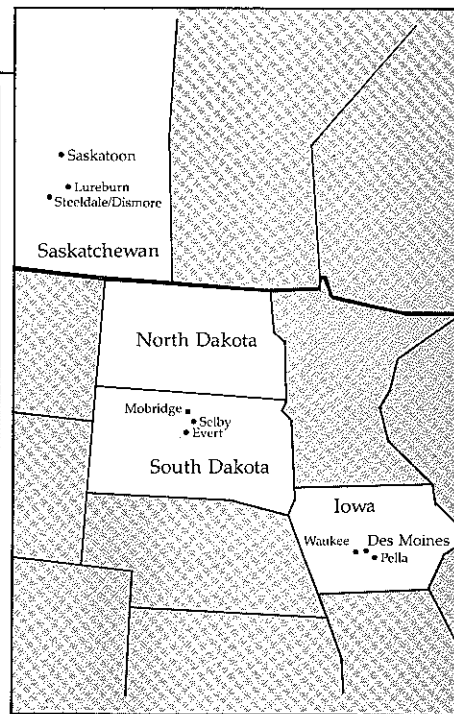 Saskatoon
Lureburn
Steeldale/Dismore
Saskatchewan
North Dakota
Mobridge
Selby
Evert
South Dakota
Iowa
Waukee
Des Moines
Pella